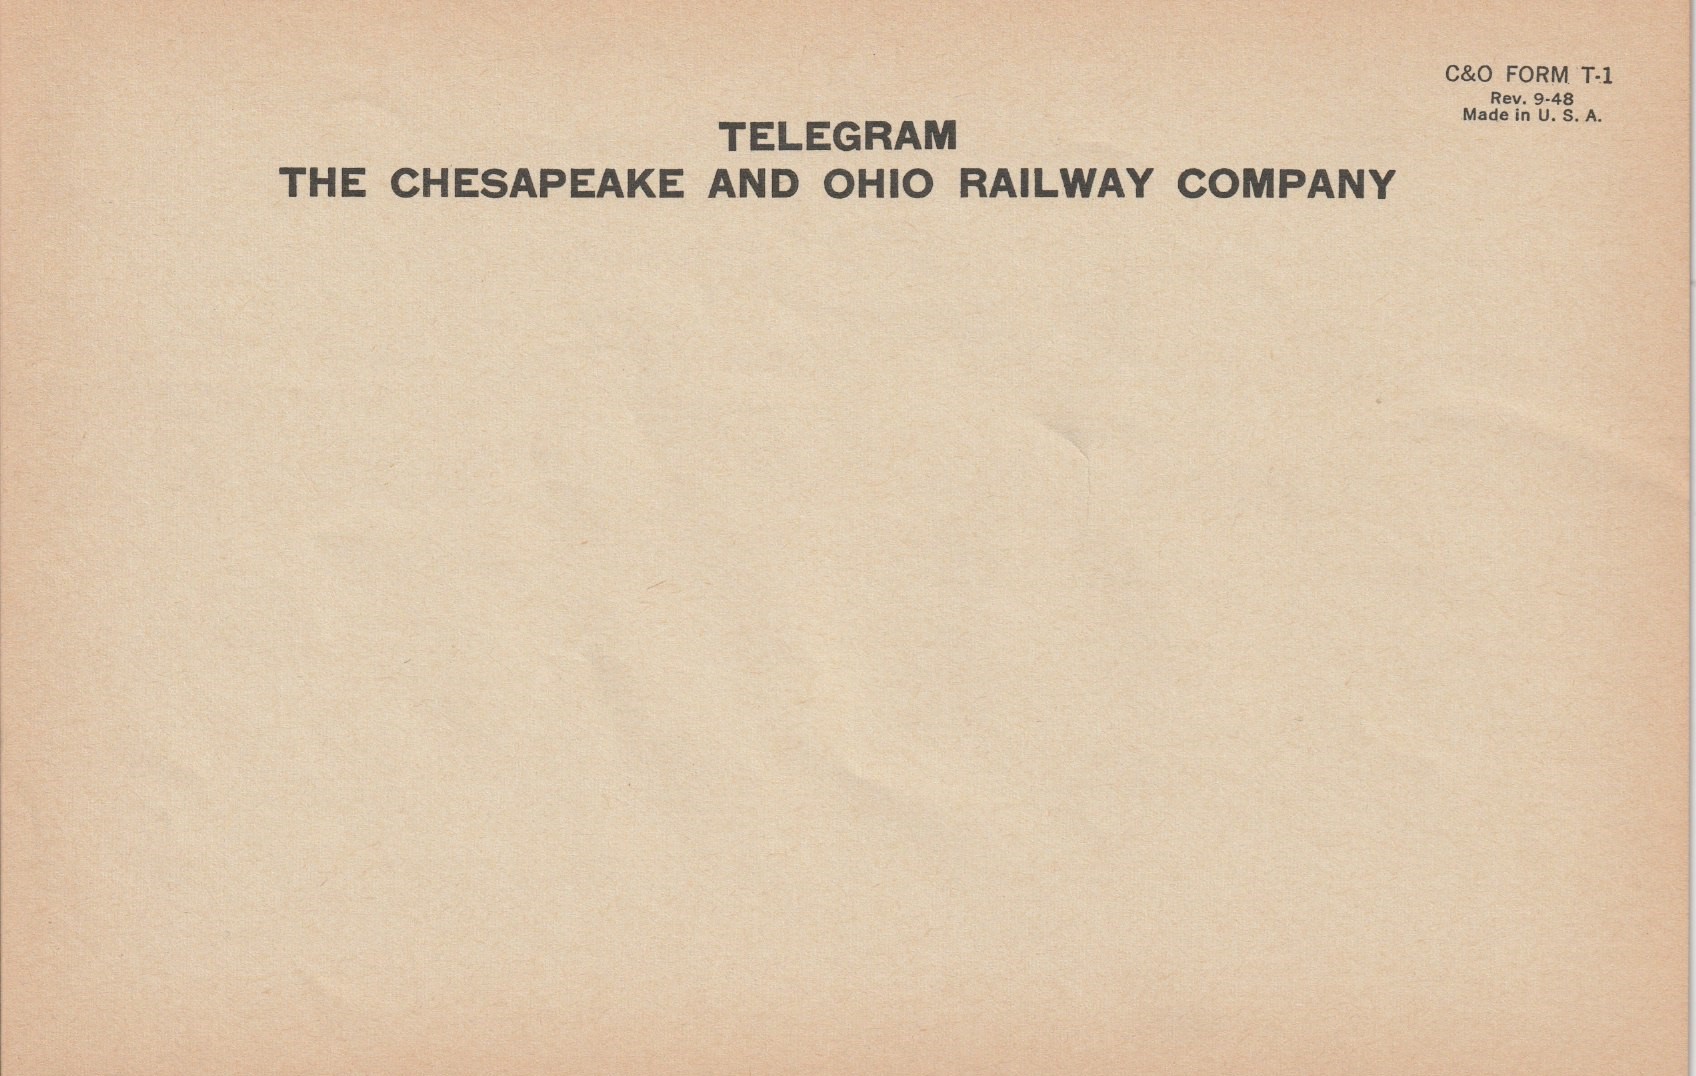 C&O FORM T-1
Rev. 9-48
Made in U. S. A.
TELEGRAM
THE CHESAPEAKE AND OHIO RAILWAY COMPANY